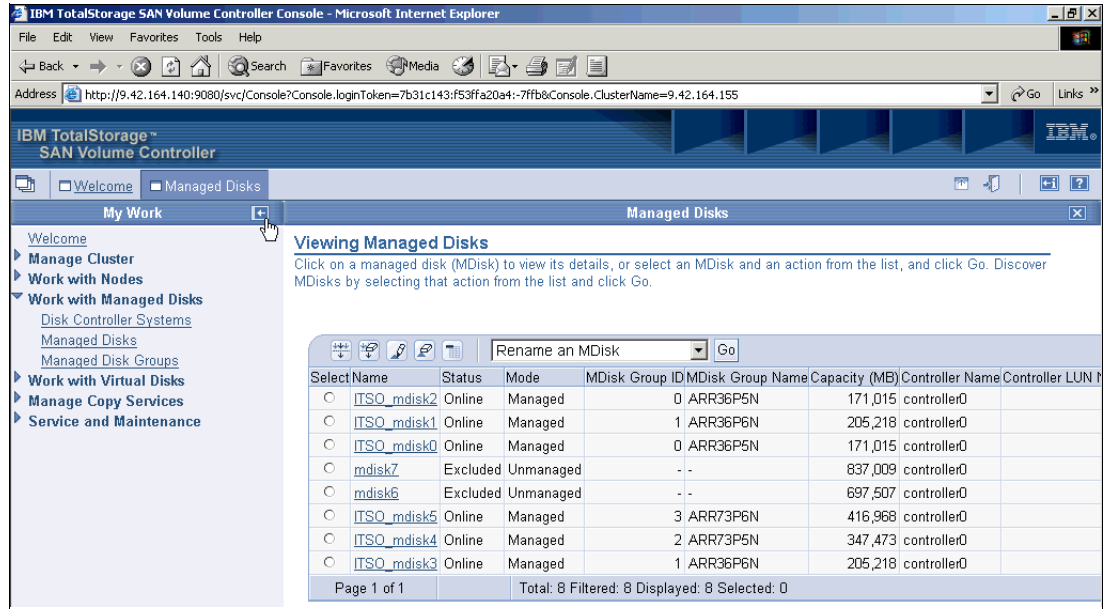 IBM TotalStorage SAN Volume Controller Console - Microsoft Internet Explorer
File Edit View Favorites Tools Help
Back Search Favorites Media
Address http://9.42.164.140:9080/svc/Console?Console.loginToken=7b31c143:f53ffa20a4:-7ffb&Console.ClusterName=9.42.164.155 Go Links »
IBM TotalStorage™
SAN Volume Controller
IBM®
Welcome Managed Disks
My Work
Managed Disks
Welcome
Manage Cluster
Work with Nodes
Work with Managed Disks
Disk Controller Systems
Managed Disks
Managed Disk Groups
Work with Virtual Disks
Manage Copy Services
Service and Maintenance
Viewing Managed Disks
Click on a managed disk (MDisk) to view its details, or select an MDisk and an action from the list, and click Go. Discover
MDisks by selecting that action from the list and click Go.
Rename an MDisk Go
Select Name Status Mode MDisk Group ID MDisk Group Name Capacity (MB) Controller Name Controller LUN
ITSO_mdisk2 Online Managed 0 ARR36P5N 171,015 controller0
ITSO_mdisk1 Online Managed 1 ARR36P6N 205,218 controller0
ITSO_mdisk0 Online Managed 0 ARR36P5N 171,015 controller0
mdisk7 Excluded Unmanaged - - 837,009 controller0
mdisk6 Excluded Unmanaged - - 697,507 controller0
ITSO_mdisk5 Online Managed 3 ARR73P6N 416,968 controller0
ITSO_mdisk4 Online Managed 2 ARR73P5N 347,473 controller0
ITSO_mdisk3 Online Managed 1 ARR36P6N 205,218 controller0
Page 1 of 1 Total: 8 Filtered: 8 Displayed: 8 Selected: 0